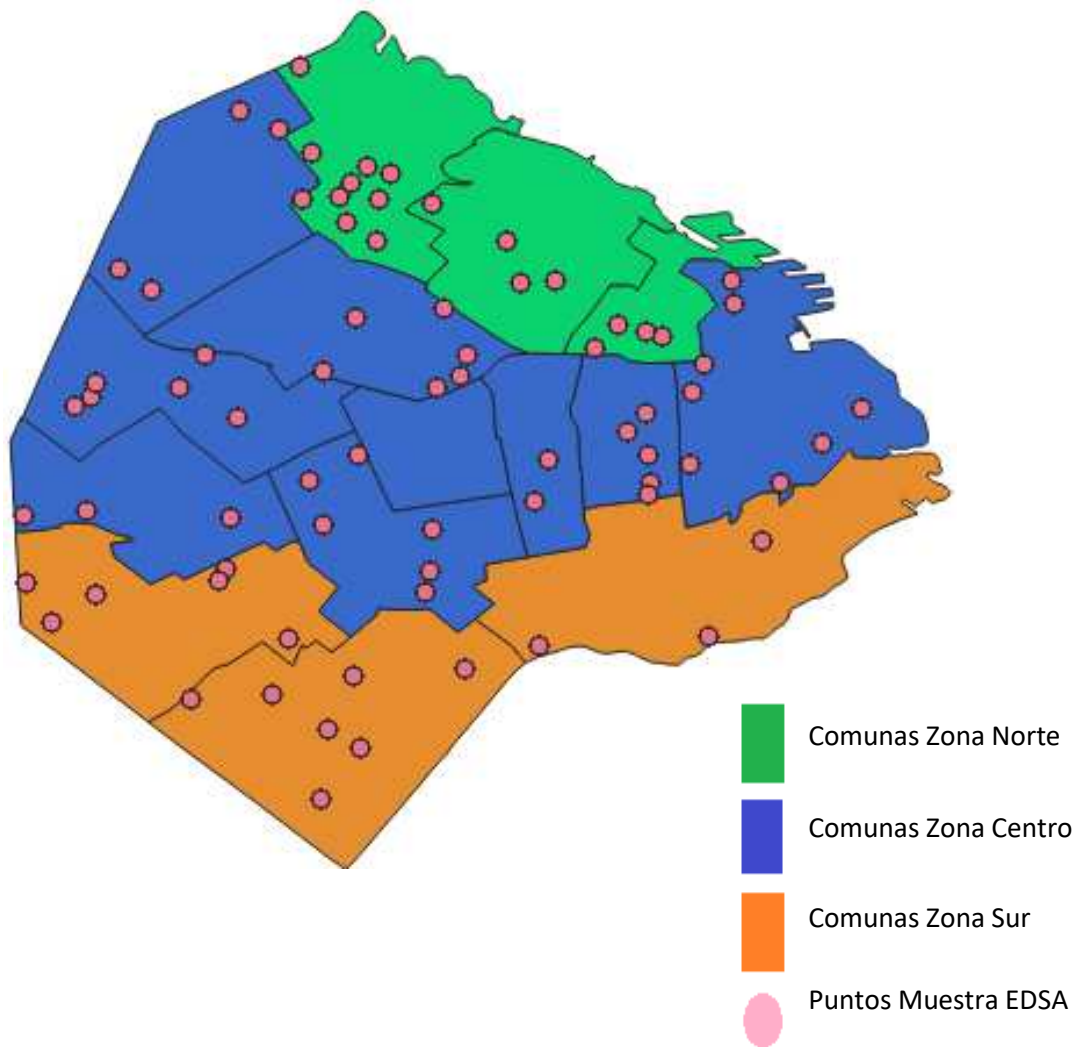 Comunas Zona Norte
Comunas Zona Centro
Comunas Zona Sur
Puntos Muestra EDSA